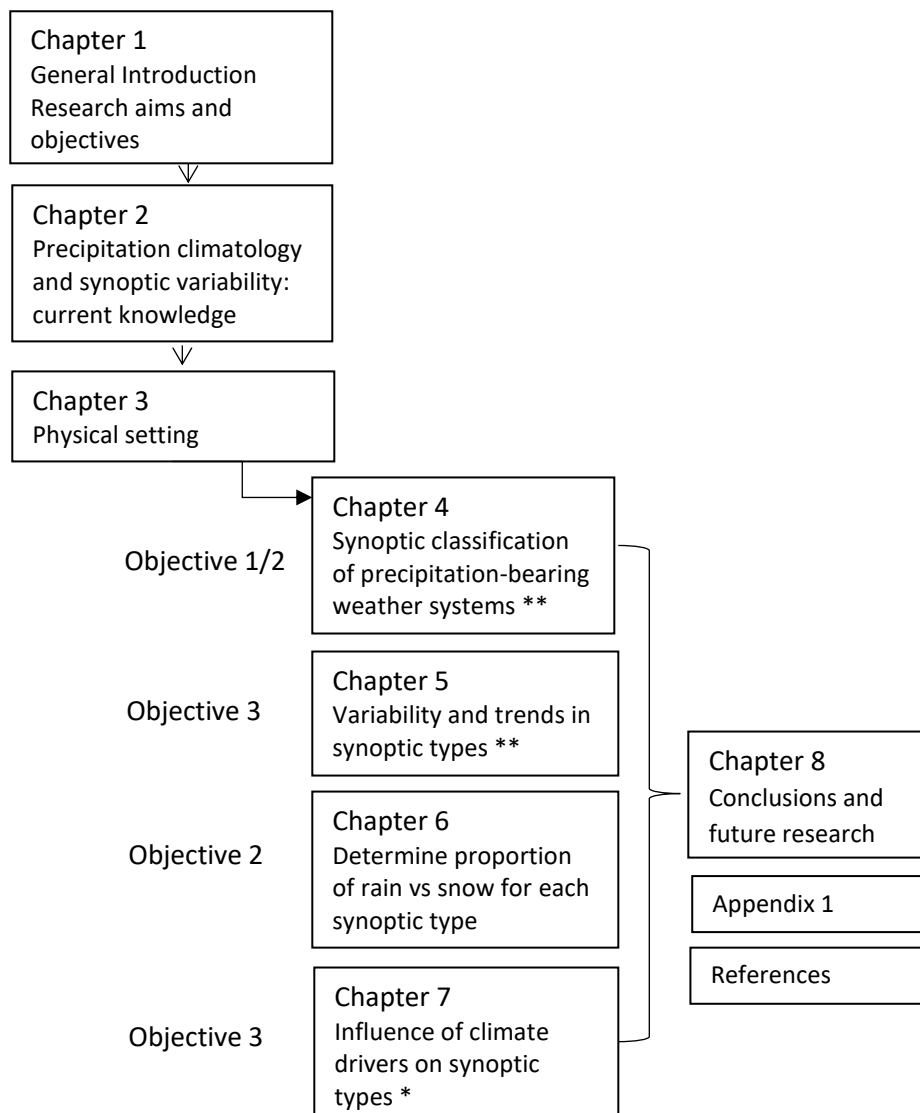 Chapter 1
General Introduction
Research aims and
objectives
Chapter 2
Precipitation climatology
and synoptic variability:
current knowledge
Chapter 3
Physical setting
Objective 1/2
Chapter 4
Synoptic classification
of precipitation-bearing
weather systems **
Objective 3
Chapter 5
Variability and trends in
synoptic types **
Objective 2
Chapter 6
Determine proportion
of rain vs snow for each
synoptic type
Objective 3
Chapter 7
Influence of climate
drivers on synoptic
types *
Chapter 8
Conclusions and
future research
Appendix 1
References